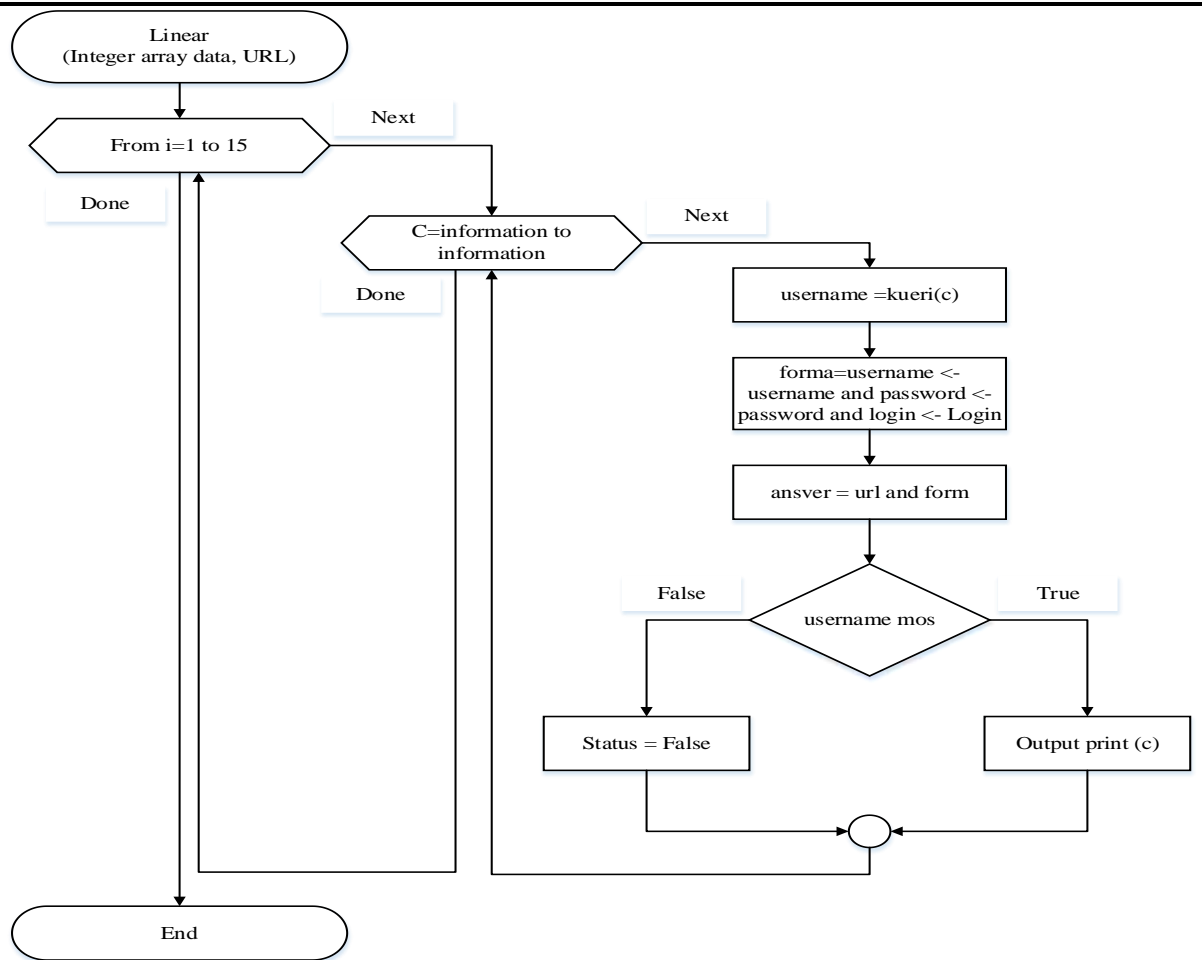 Linear
(Integer array data, URL)
From i=1 to 15
Next
Done
C=information to
information
Next
Done
username =kueri(c)
forma=username <-
username and password <-
password and login <- Login
ansver = url and form
username mos
False
True
Status = False
Output print (c)
End